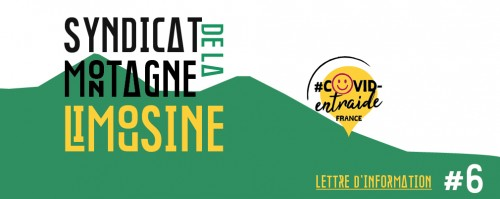 SYNDICAT
DE LA
MONTAGNE
LIMOUSINE
#COVID-
entraide
FRANCE
LETTRE D'INFORMATION #6